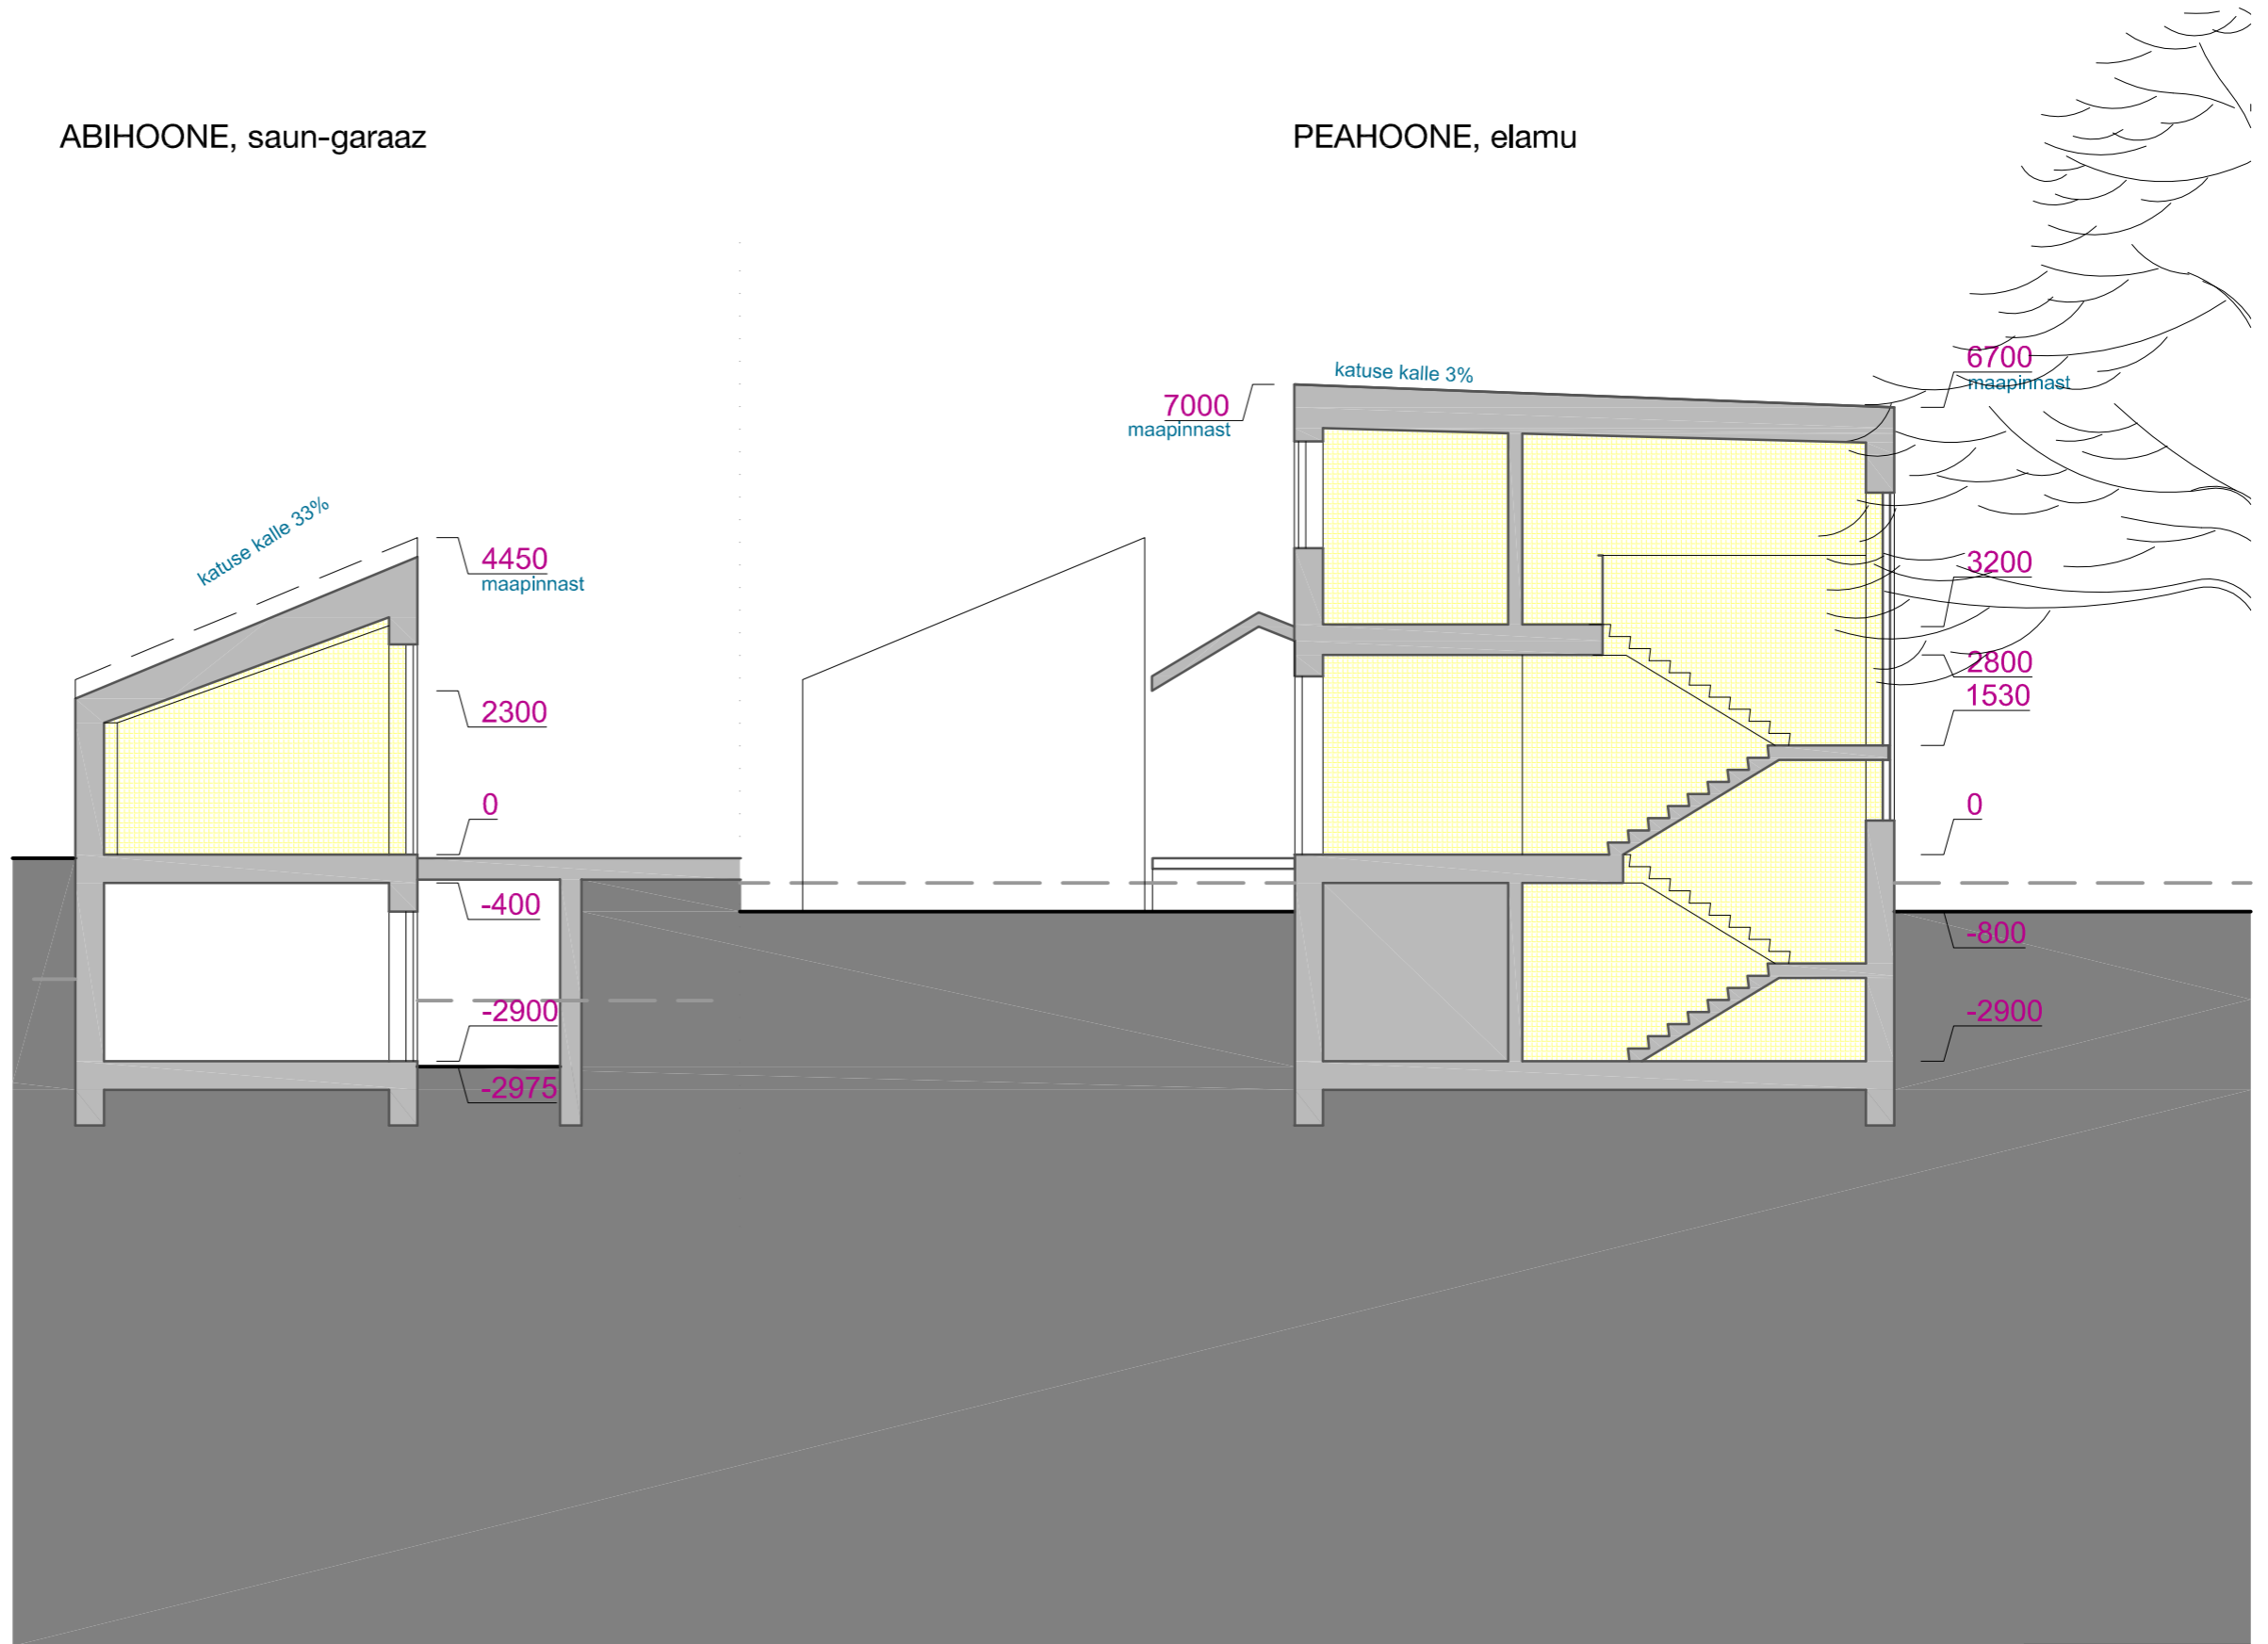 ABIHOONE, saun-garaaz
PEAHOONE, elamu
katuse kalle 33%
4450
maapinnast
2300
0
-400
-2900
-2975
7000
maapinnast
katuse kalle 3%
6700
maapinnast
3200
2800
1530
0
-800
-2900